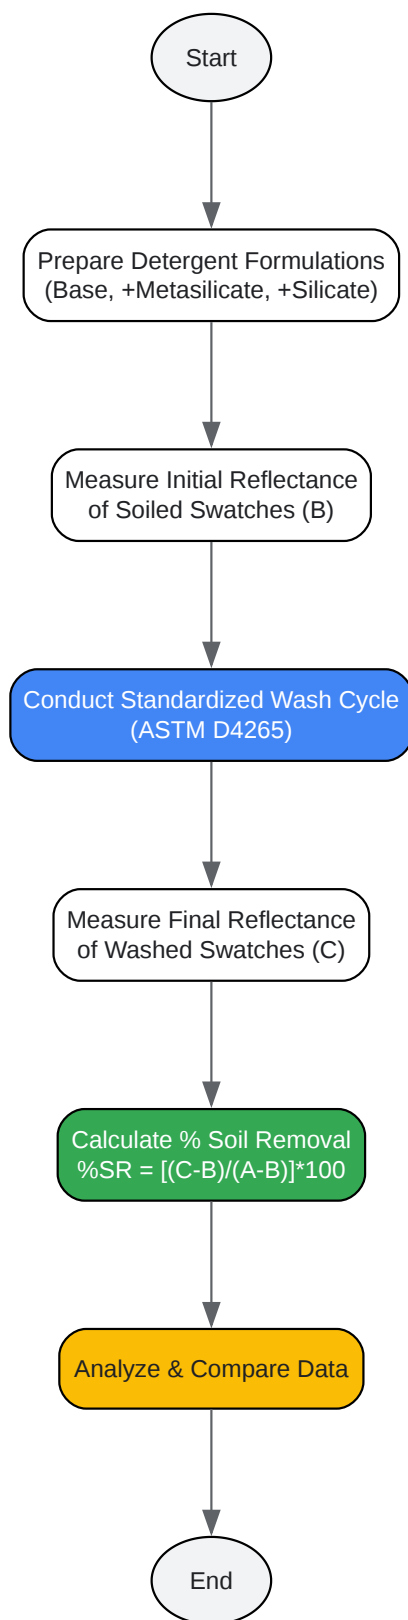 Start
Prepare Detergent Formulations
(Base, +Metasilicate, +Silicate)
Measure Initial Reflectance
of Soiled Swatches (B)
Conduct Standardized Wash Cycle
(ASTM D4265)
Measure Final Reflectance
of Washed Swatches (C)
Calculate % Soil Removal
%SR = [(C-B)/(A-B)]*100
Analyze & Compare Data
End